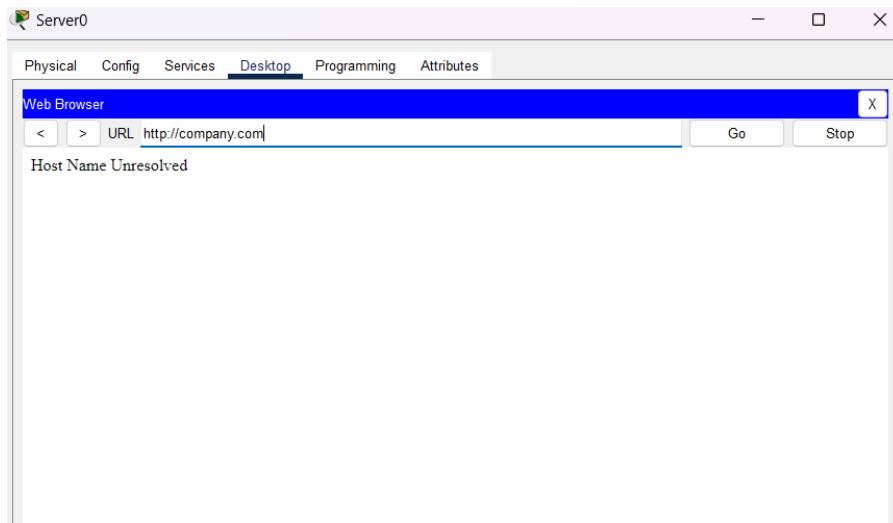 Server0
Physical Config Services Desktop Programming Attributes
Web Browser X
< > URL http://company.com Go Stop
Host Name Unresolved